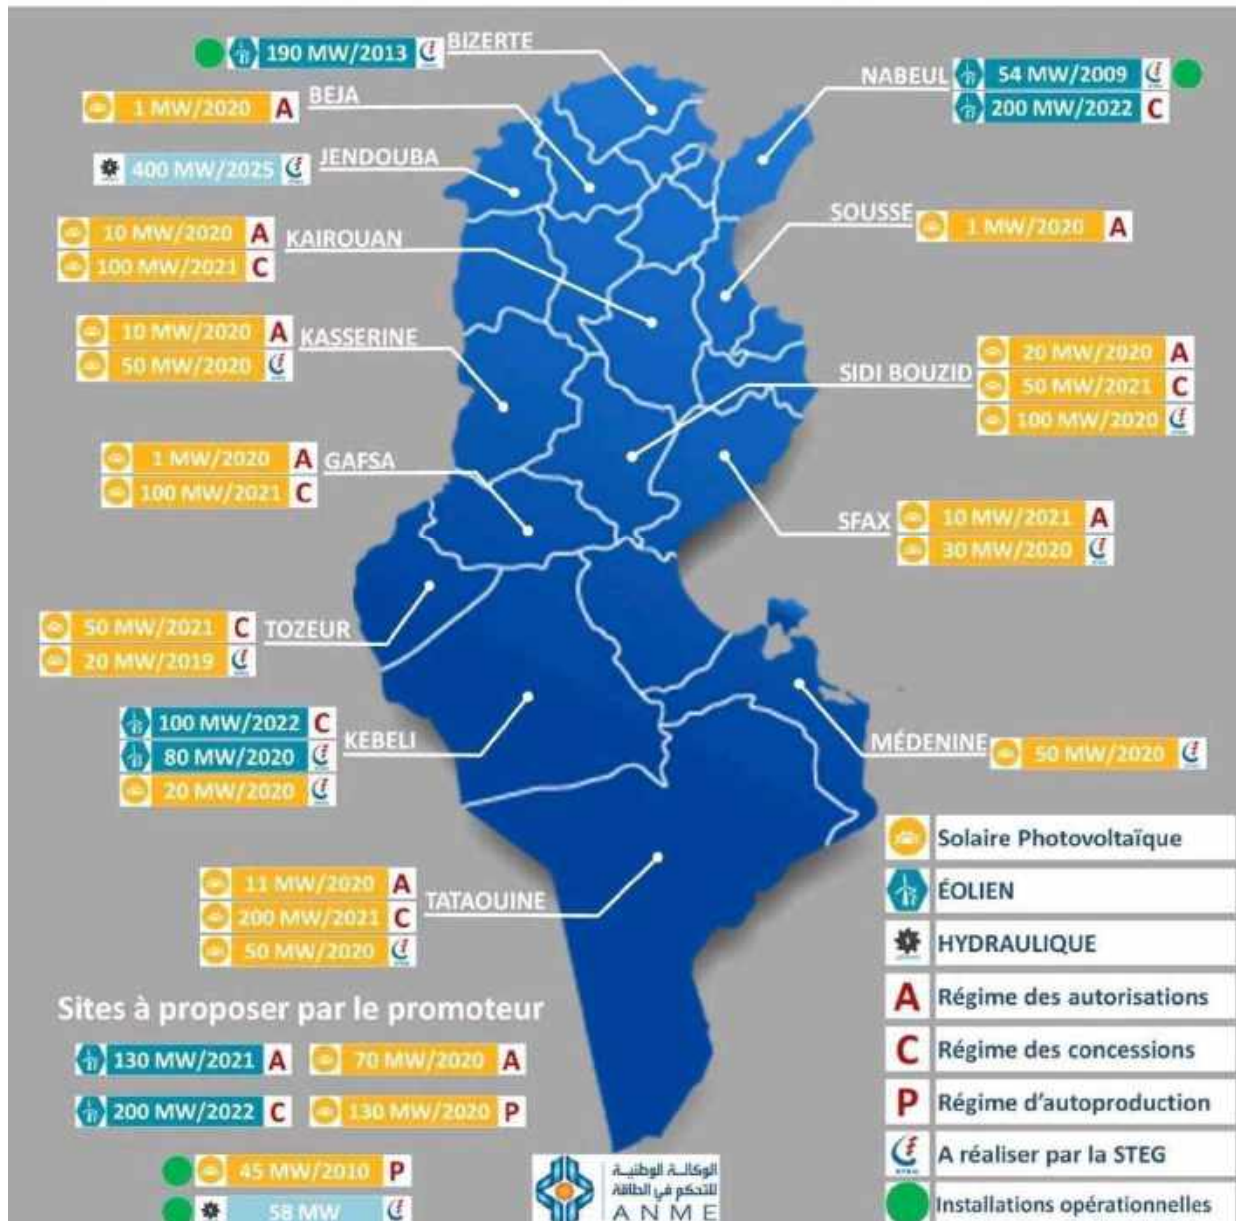 BIZERTE
190 MW/2013
NABEUL
54 MW/2009
200 MW/2022 C
BEJA
1 MW/2020 A
JENDOUBA
400 MW/2025
SOUSSE
1 MW/2020 A
KAIROUAN
10 MW/2020 A
100 MW/2021 C
KASSERINE
10 MW/2020 A
50 MW/2020
SIDI BOUZID
20 MW/2020 A
50 MW/2021 C
100 MW/2020
GAFSA
1 MW/2020 A
100 MW/2021 C
SFAX
10 MW/2021 A
30 MW/2020
TOZEUR
50 MW/2021 C
20 MW/2019
KEBELI
100 MW/2022 C
80 MW/2020
20 MW/2020
MÉDENINE
50 MW/2020
TATAOUINE
11 MW/2020 A
200 MW/2021 C
50 MW/2020
Sites à proposer par le promoteur
130 MW/2021 A
70 MW/2020 A
200 MW/2022 C
130 MW/2020 P
45 MW/2010 P
58 MW
Solaire Photovoltaïque
ÉOLIEN
HYDRAULIQUE
A Régime des autorisations
C Régime des concessions
P Régime d'autoproduction
A réaliser par la STEG
Installations opérationnelles
الوكالة الوطنية
للتحكم في الطاقة
ANME